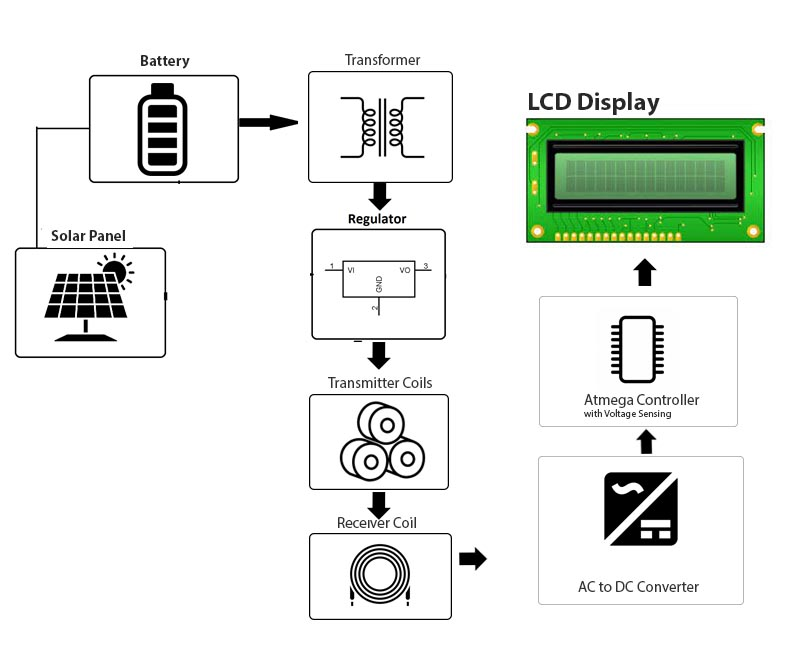 Battery
Transformer
LCD Display
Solar Panel
Regulator
1
VI
VO
3
GND
2
Transmitter Coils
Receiver Coil
Atmega Controller
with Voltage Sensing
AC to DC Converter